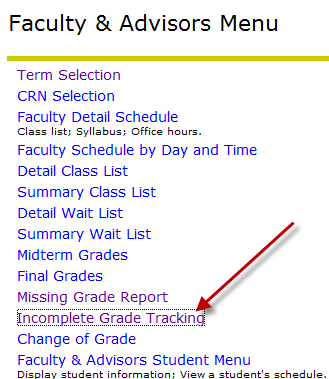 Faculty & Advisors Menu
Term Selection
CRN Selection
Faculty Detail Schedule
Class list; Syllabus; Office hours.
Faculty Schedule by Day and Time
Detail Class List
Summary Class List
Detail Wait List
Summary Wait List
Midterm Grades
Final Grades
Missing Grade Report
Incomplete Grade Tracking
Change of Grade
Faculty & Advisors Student Menu
Display student information; View a student's schedule.